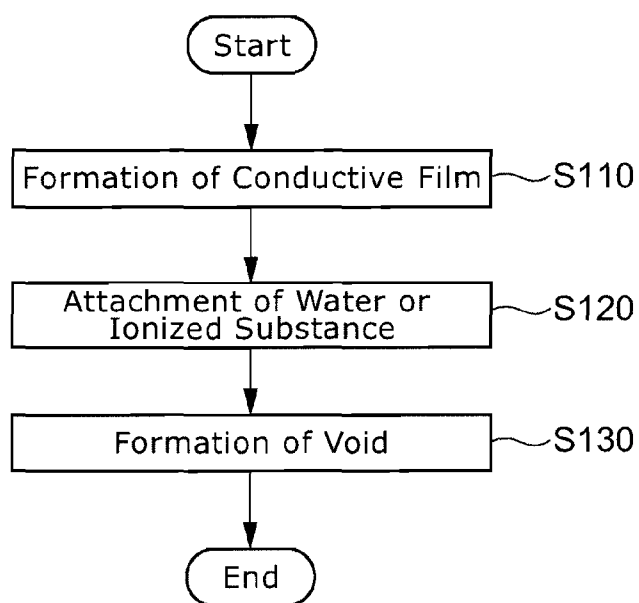 Start
Formation of Conductive Film
S110
Attachment of Water or
Ionized Substance
S120
Formation of Void
S130
End